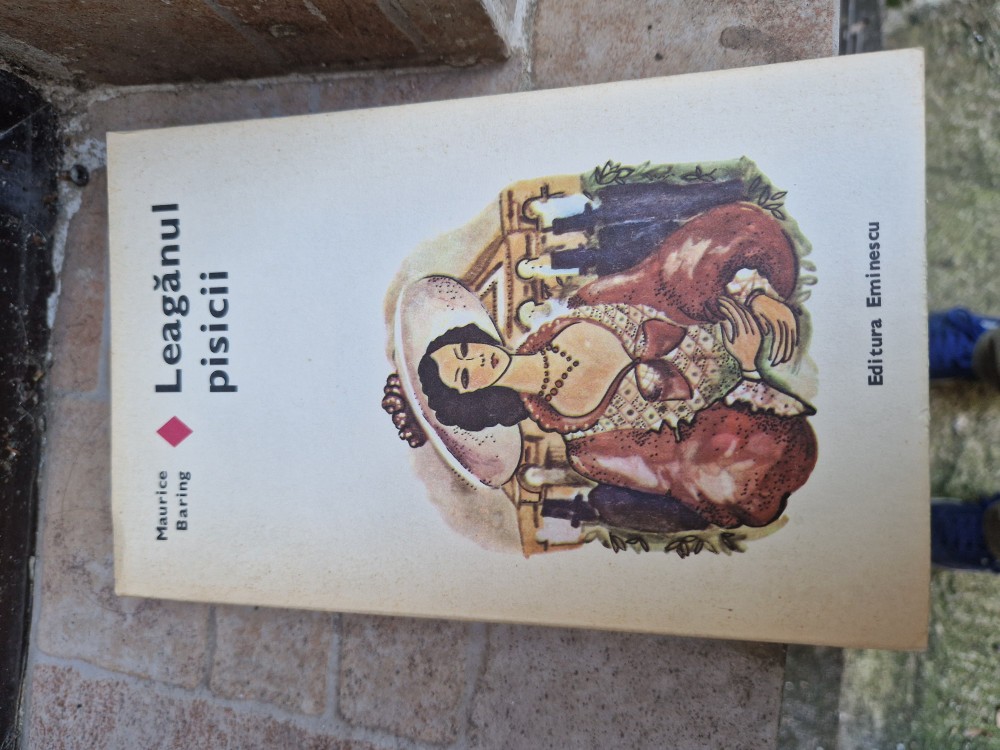 Maurice
Baring
Leagănul
pisicii
Editura Eminescu